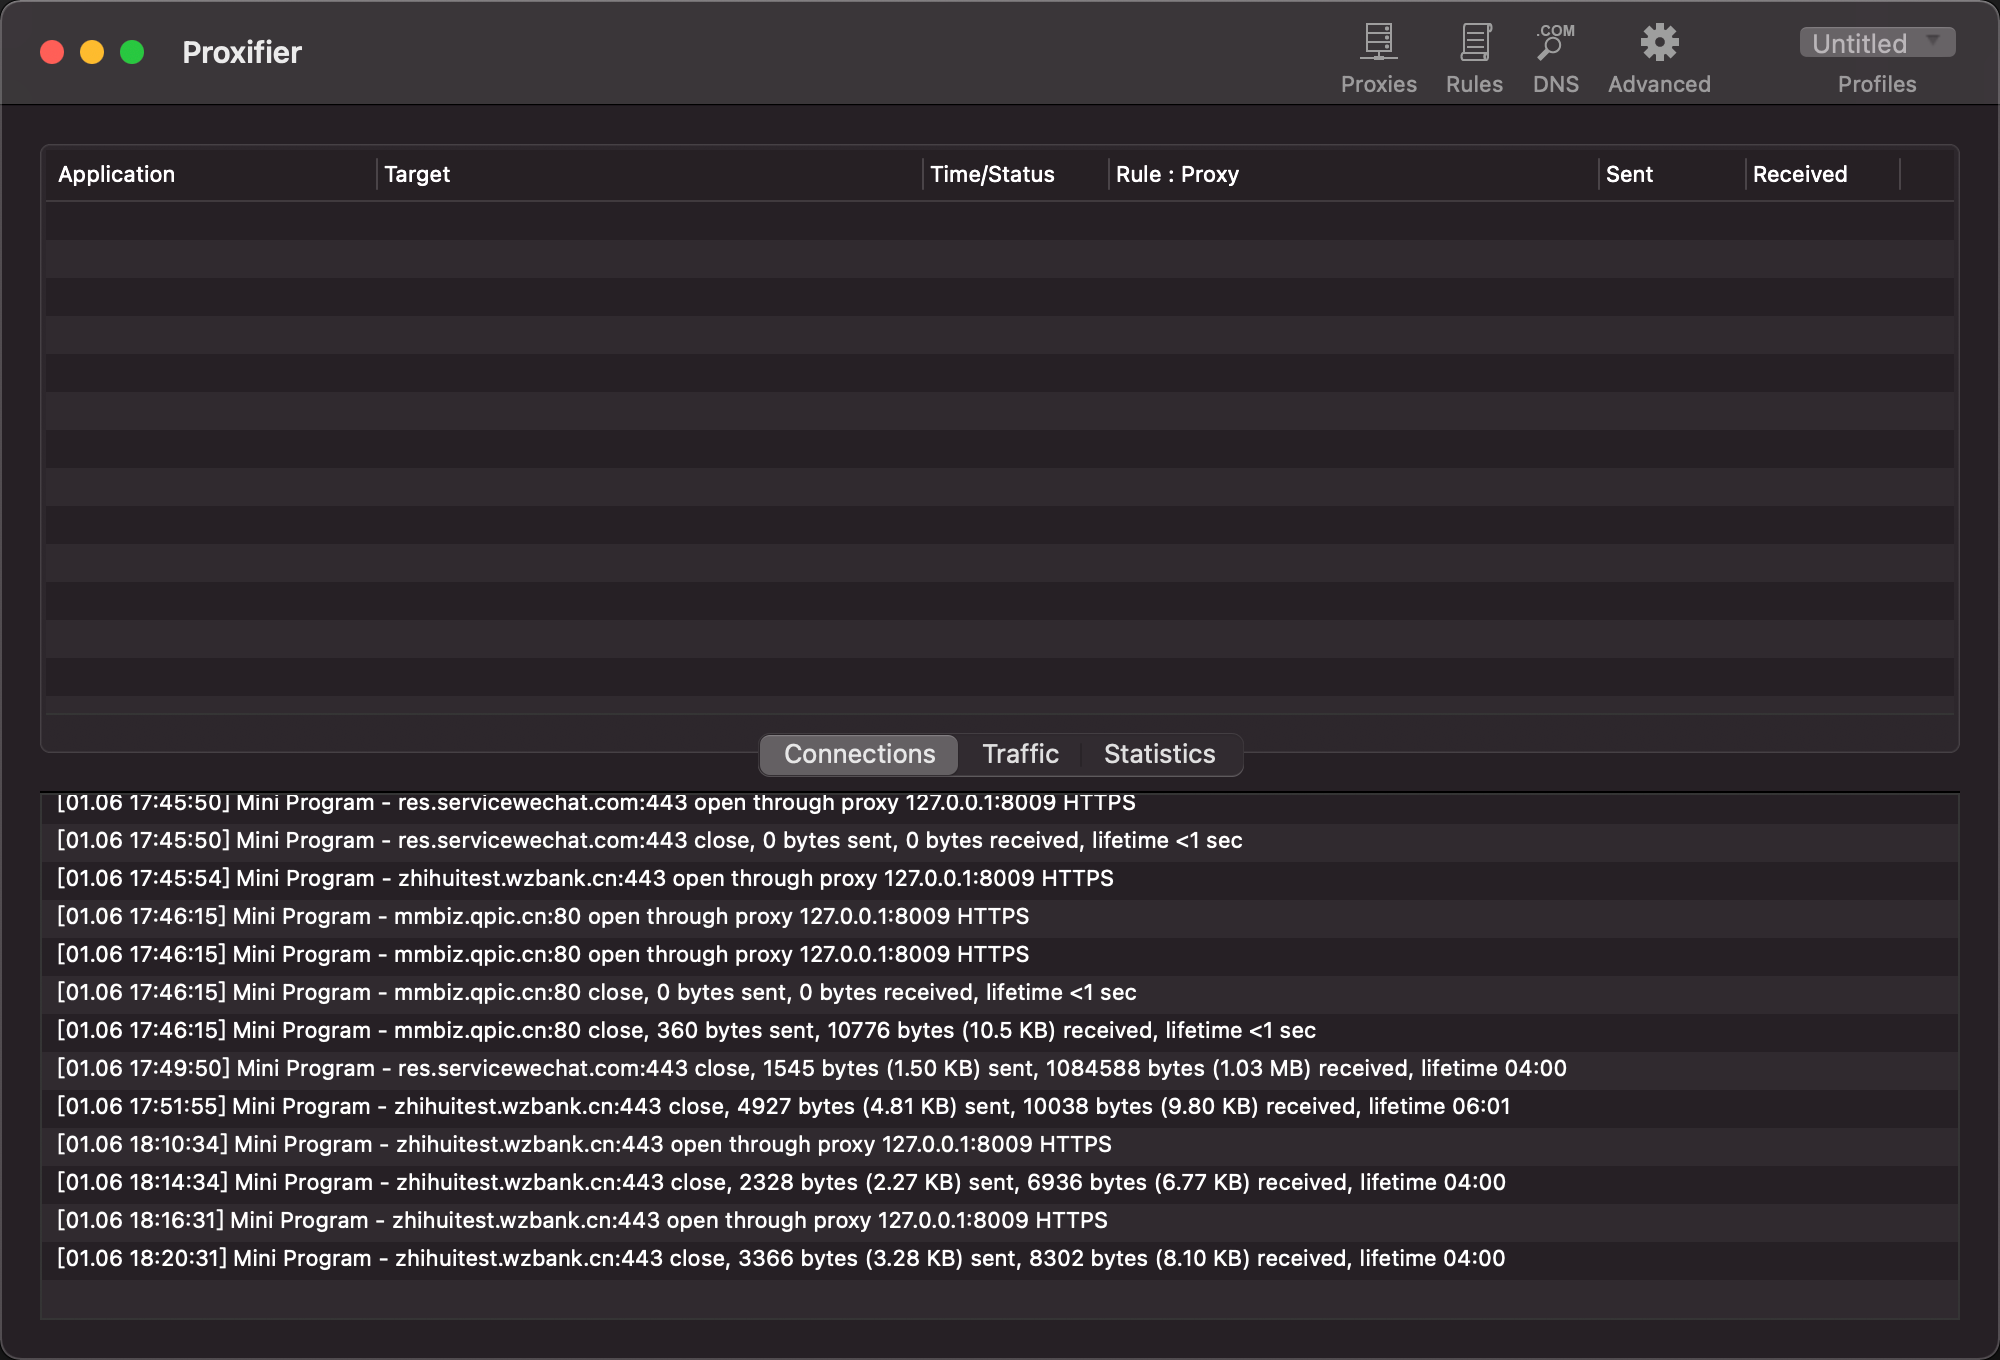 Proxifier
Proxies
Rules
.COM
DNS
Advanced
Untitled
Profiles
Application Target Time/Status Rule : Proxy Sent Received
Connections Traffic Statistics
[01.06 17:45:50] Mini Program - res.servicewechat.com:443 open through proxy 127.0.0.1:8009 HTTPS
[01.06 17:45:50] Mini Program - res.servicewechat.com:443 close, 0 bytes sent, 0 bytes received, lifetime <1 sec
[01.06 17:45:54] Mini Program - zhihuitest.wzbank.cn:443 open through proxy 127.0.0.1:8009 HTTPS
[01.06 17:46:15] Mini Program - mmbiz.qpic.cn:80 open through proxy 127.0.0.1:8009 HTTPS
[01.06 17:46:15] Mini Program - mmbiz.qpic.cn:80 open through proxy 127.0.0.1:8009 HTTPS
[01.06 17:46:15] Mini Program - mmbiz.qpic.cn:80 close, 0 bytes sent, 0 bytes received, lifetime <1 sec
[01.06 17:46:15] Mini Program - mmbiz.qpic.cn:80 close, 360 bytes sent, 10776 bytes (10.5 KB) received, lifetime <1 sec
[01.06 17:49:50] Mini Program - res.servicewechat.com:443 close, 1545 bytes (1.50 KB) sent, 1084588 bytes (1.03 MB) received, lifetime 04:00
[01.06 17:51:55] Mini Program - zhihuitest.wzbank.cn:443 close, 4927 bytes (4.81 KB) sent, 10038 bytes (9.80 KB) received, lifetime 06:01
[01.06 18:10:34] Mini Program - zhihuitest.wzbank.cn:443 open through proxy 127.0.0.1:8009 HTTPS
[01.06 18:14:34] Mini Program - zhihuitest.wzbank.cn:443 close, 2328 bytes (2.27 KB) sent, 6936 bytes (6.77 KB) received, lifetime 04:00
[01.06 18:16:31] Mini Program - zhihuitest.wzbank.cn:443 open through proxy 127.0.0.1:8009 HTTPS
[01.06 18:20:31] Mini Program - zhihuitest.wzbank.cn:443 close, 3366 bytes (3.28 KB) sent, 8302 bytes (8.10 KB) received, lifetime 04:00